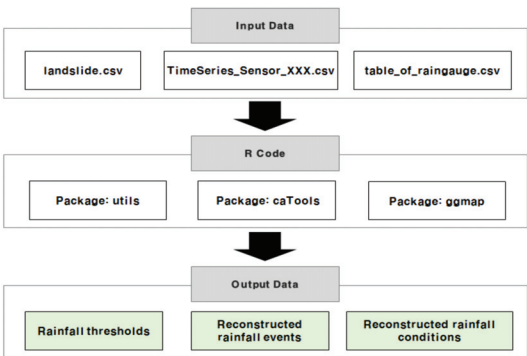 Input Data
landslide.csv
TimeSeries_Sensor_XXX.csv
table_of_raingauge.csv
R Code
Package: utils
Package: caTools
Package: ggmap
Output Data
Rainfall thresholds
Reconstructed
rainfall events
Reconstructed rainfall
conditions